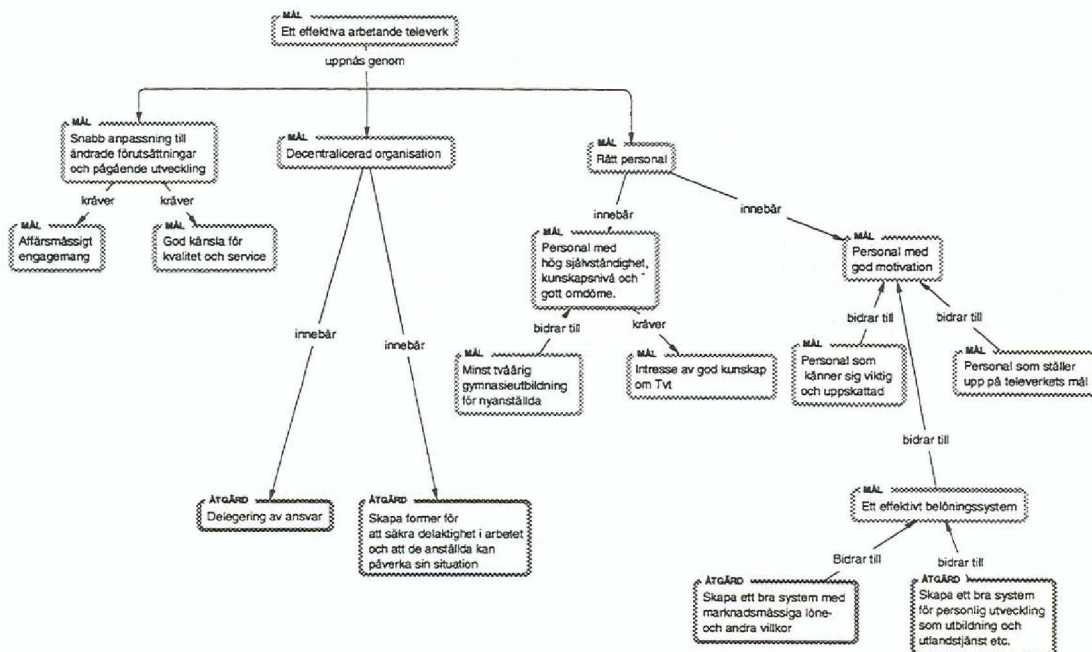 MÅL
Ett effektiva arbetande televerk
uppnås genom
MÅL
Snabb anpassning till
ändrade förutsättningar
och pågående utveckling
MÅL
Decentralicerad organisation
MÅL
Rätt personal
kräver
kräver
innebär
innebär
MÅL
Affärsmässigt
engagemang
MÅL
God känsla för
kvalitet och service
MÅL
Personal med
hög självständighet,
kunskapsnivå och
gott omdöme.
MÅL
Personal med
god motivation
innebär
innebär
bidrar till
kräver
bidrar till
bidrar till
MÅL
Minst tvåårig
gymnasieutbildning
för nyanställda
MÅL
Intresse av god kunskap
om Tvt
MÅL
Personal som
känner sig viktig
och uppskattad
MÅL
Personal som ställer
upp på televerkets mål
bidrar till
ÅTGÄRD
Delegering av ansvar
ÅTGÄRD
Skapa former för
att säkra delaktighet i arbetet
och att de anställda kan
påverka sin situation
MÅL
Ett effektivt belöningssystem
Bidrar till
bidrar till
ÅTGÄRD
Skapa ett bra system med
marknadsmässiga löne-
och andra villkor
ÅTGÄRD
Skapa ett bra system
för personlig utveckling
som utbildning och
utlandstjänst etc.